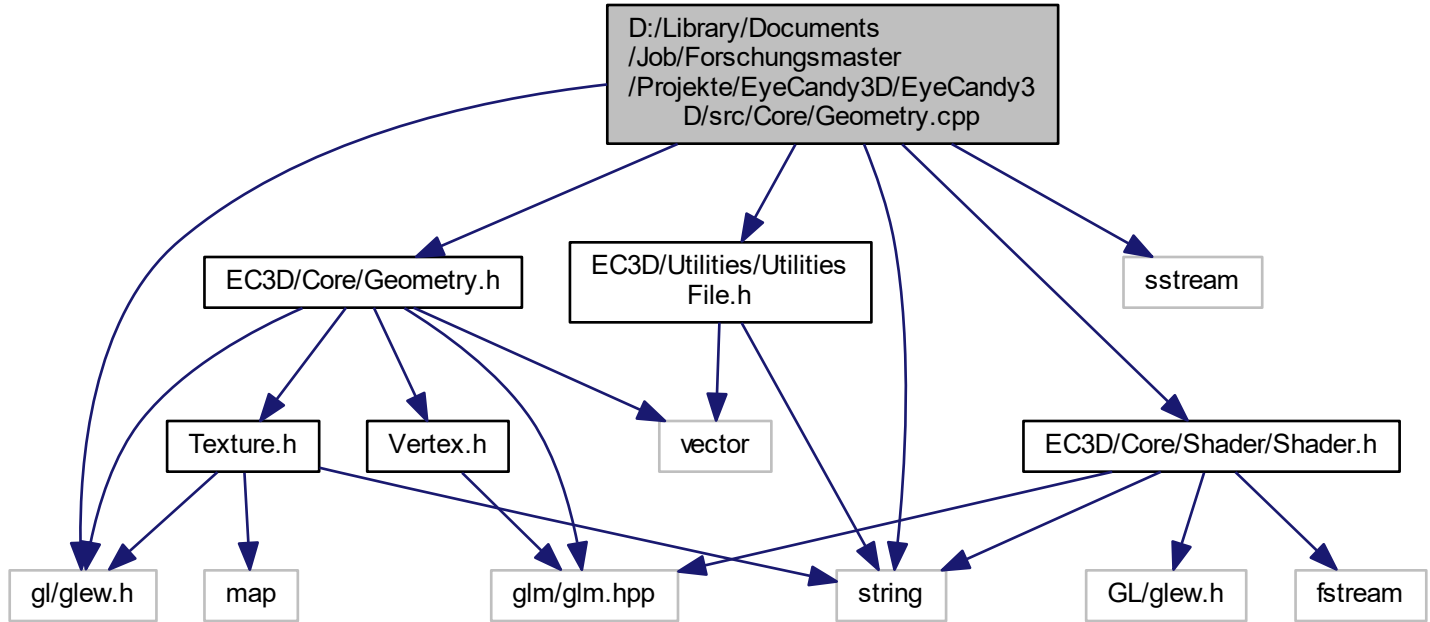 D:/Library/Documents
/Job/Forschungsmaster
/Projekte/EyeCandy3D/EyeCandy3
D/src/Core/Geometry.cpp
EC3D/Core/Geometry.h
EC3D/Utilities/Utilities
File.h
sstream
Texture.h
Vertex.h
vector
EC3D/Core/Shader/Shader.h
gl/glew.h
map
glm/glm.hpp
string
GL/glew.h
fstream